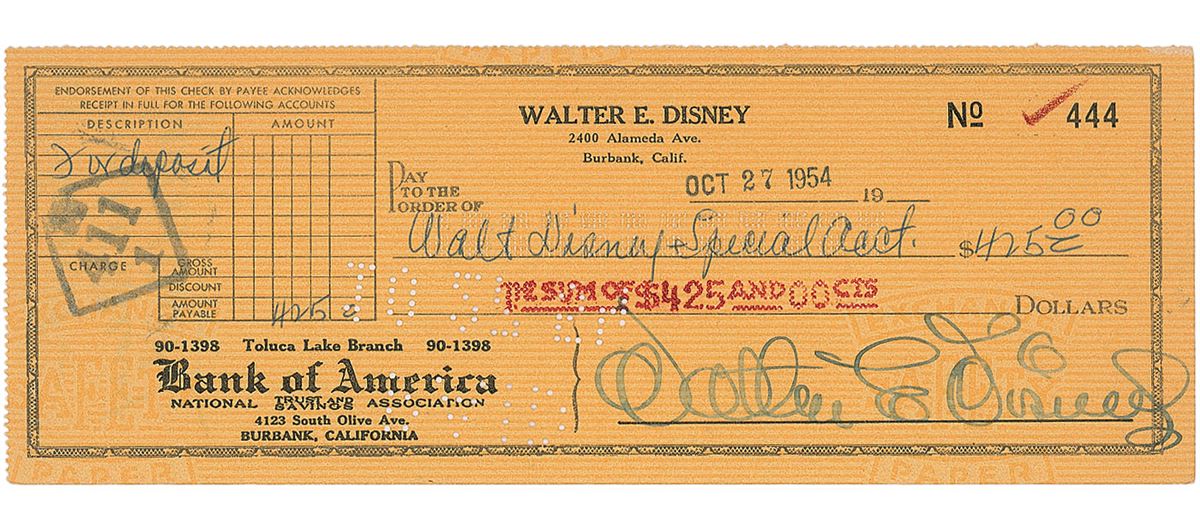 ENDORSEMENT OF THIS CHECK BY PAYEE ACKNOWLEDGES
RECEIPT IN FULL FOR THE FOLLOWING ACCOUNTS
DESCRIPTION AMOUNT
For deposit
411
1
CHARGE
GROSS AMOUNT
DISCOUNT
AMOUNT PAYABLE 425
WALTER E. DISNEY
2400 Alameda Ave.
Burbank, Calif.
Nº 444
OCT 27 1954 19
PAY TO THE ORDER OF
Walt Disney Special Acct. $425 00
THE SUM OF $425 AND 00 CTS
DOLLARS
90-1398 Toluca Lake Branch 90-1398
Bank of America
NATIONAL TRUST AND SAVINGS ASSOCIATION
4123 South Olive Ave.
BURBANK, CALIFORNIA
Walter E Disney